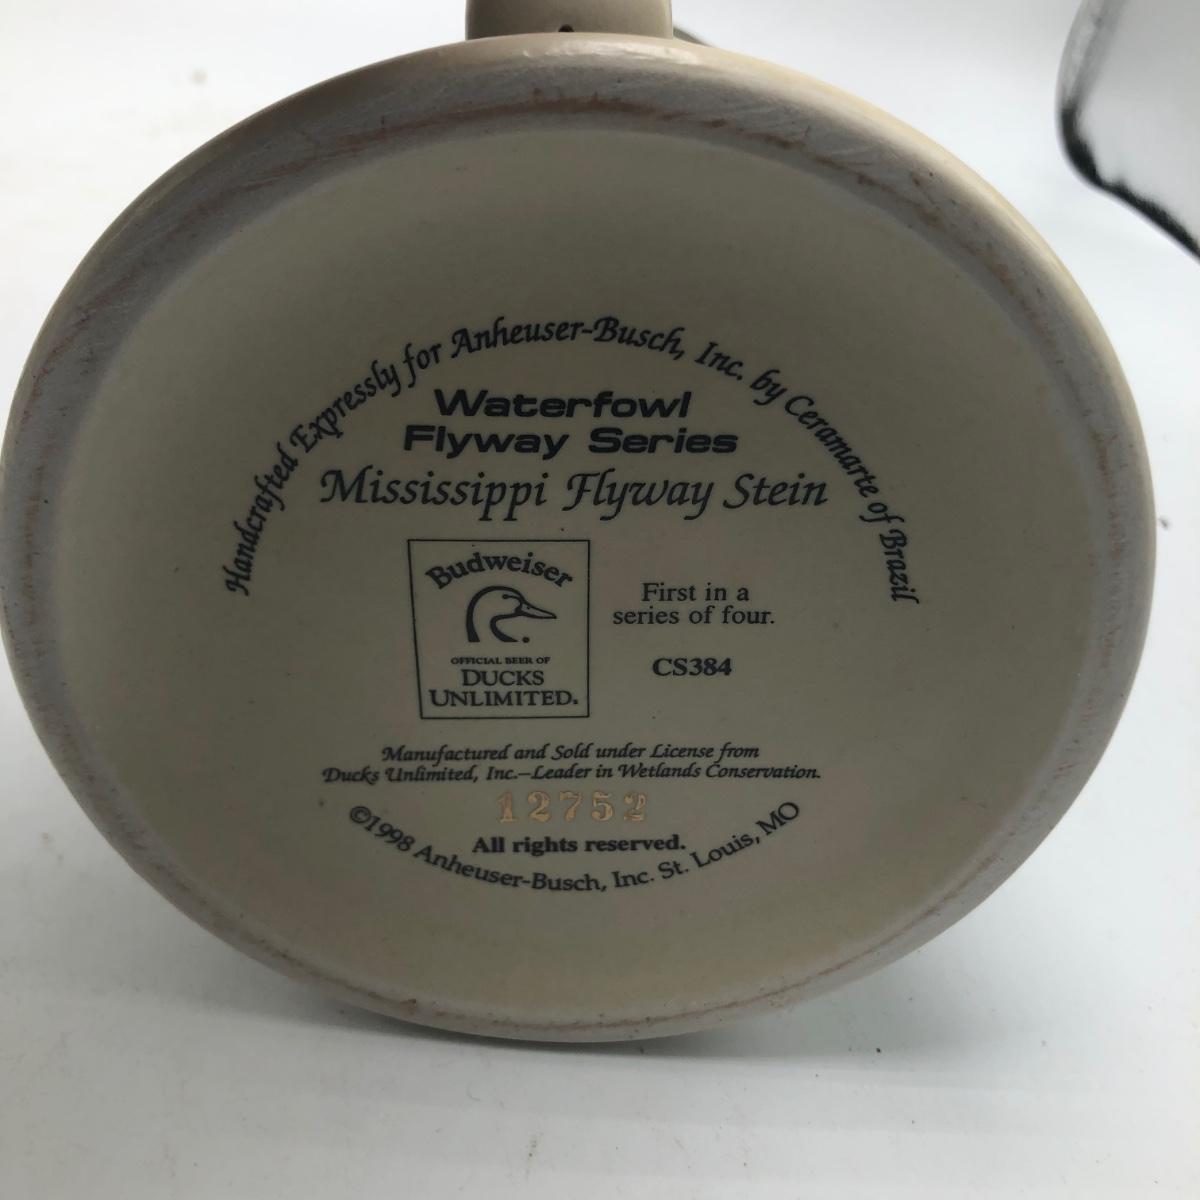 Handcrafted Expressly for Anheuser-Busch, Inc. by Ceramarte of Brazil
Waterfowl
Flyway Series
Mississippi Flyway Stein
Budweiser
OFFICIAL BEER OF
DUCKS
UNLIMITED.
First in a
series of four.
CS384
Manufactured and Sold under License from
Ducks Unlimited, Inc.–Leader in Wetlands Conservation.
12752
All rights reserved.
©1998 Anheuser-Busch, Inc. St. Louis, MO